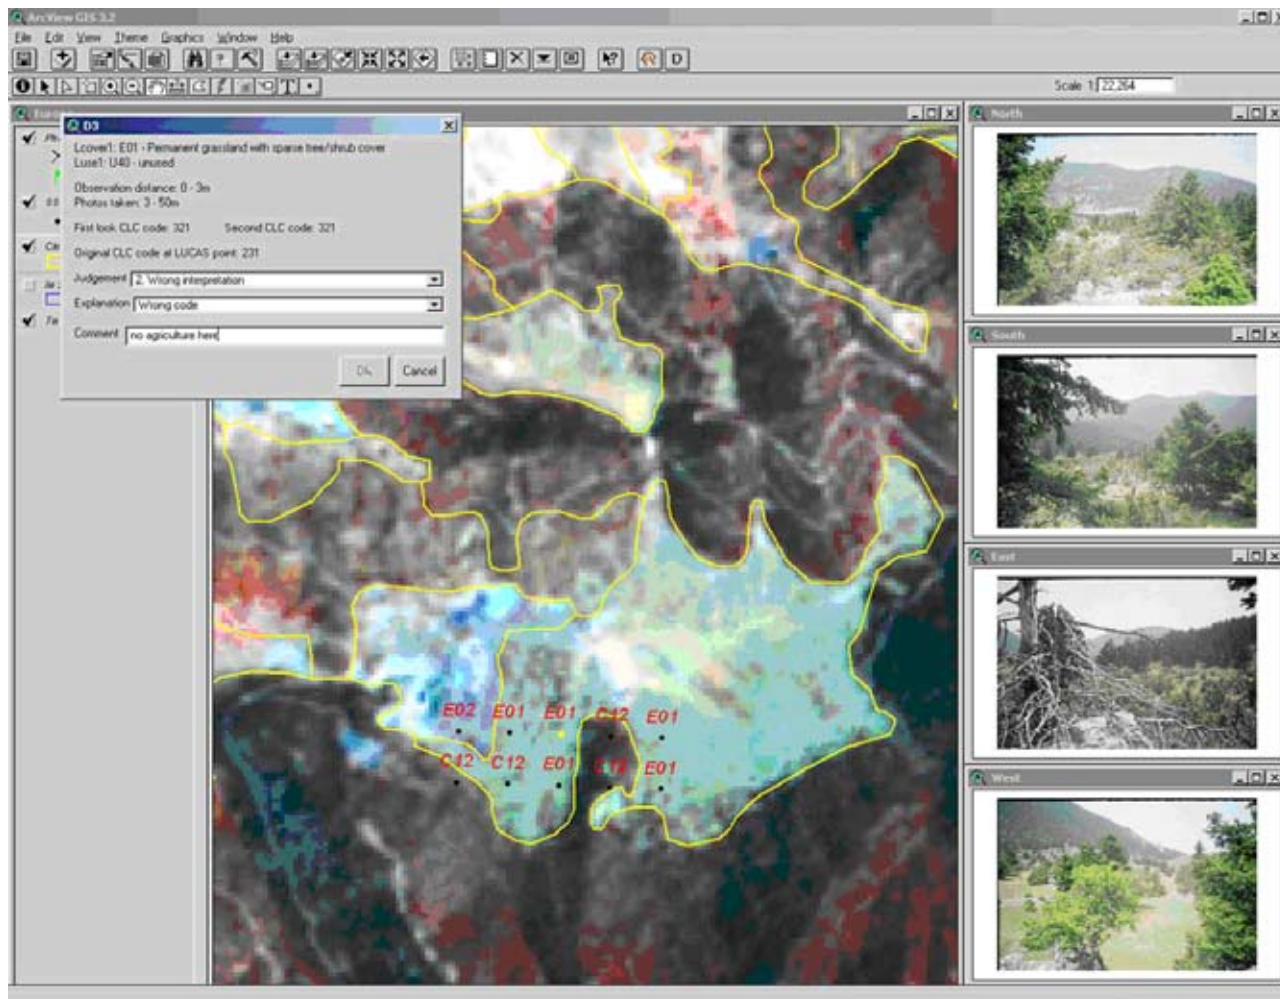 ArcView GIS 3.2
File Edit View Theme Graphics Window Help
Scale 1: 22,264
D3
Lcover1: E01 - Permanent grassland with sparse tree/shrub cover
Luse1: U40 - unused
Observation distance: 0 - 3m
Photos taken: 3 - 50m
First look CLC code: 321 Second CLC code: 321
Original CLC code at LUCAS point: 231
Judgement 2. Wrong interpretation
Explanation Wrong code
Comment no agriculture here
OK Cancel
North
South
East
West
E02 E01 E01 C12 E01
C12 C12 E01 C12 E01